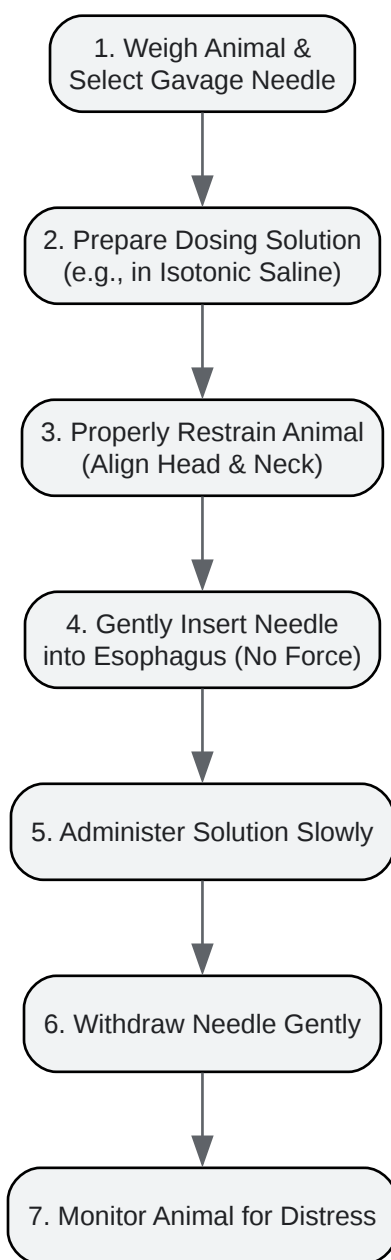 1. Weigh Animal &
Select Gavage Needle
2. Prepare Dosing Solution
(e.g., in Isotonic Saline)
3. Properly Restrain Animal
(Align Head & Neck)
4. Gently Insert Needle
into Esophagus (No Force)
5. Administer Solution Slowly
6. Withdraw Needle Gently
7. Monitor Animal for Distress